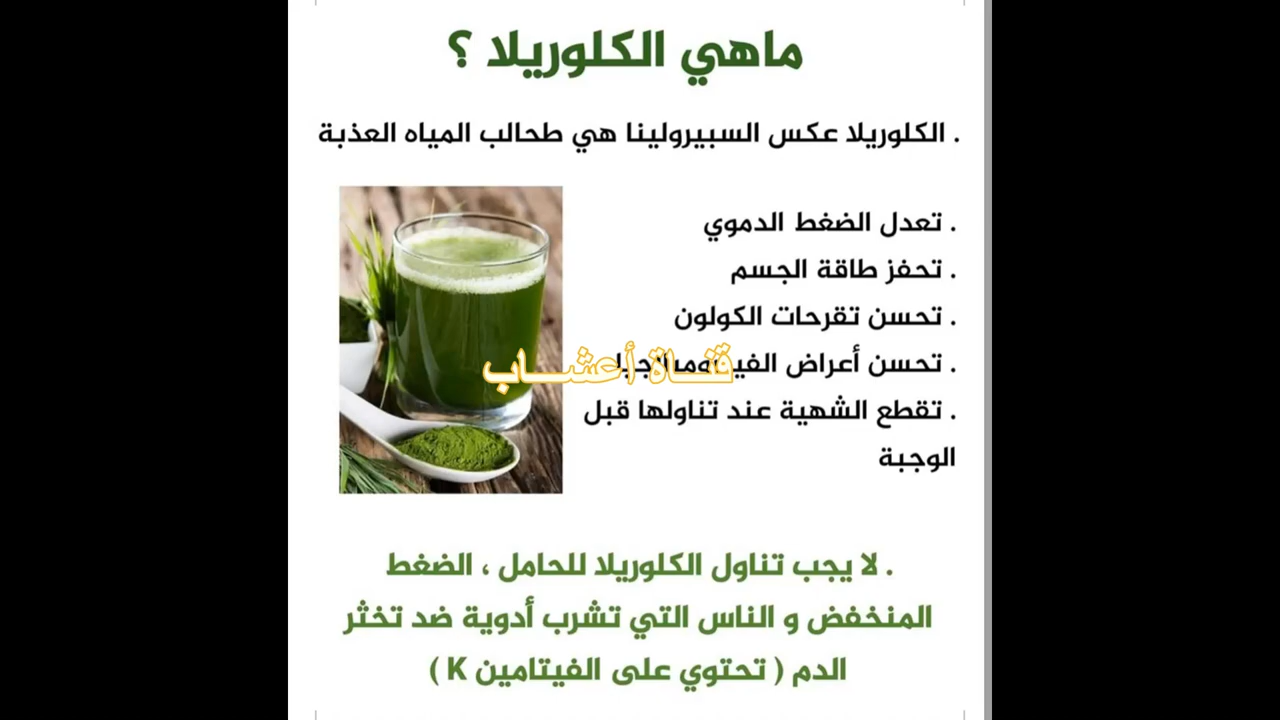 ماهي الكلوريلا ؟
. الكلوريلا عكس السبيرولينا هي طحالب المياه العذبة
. تعدل الضغط الدموي
. تحفز طاقة الجسم
. تحسن تقرحات الكولون
. تحسن أعراض
قناة أعشاب
. تقطع الشهية عند تناولها قبل
الوجبة
. لا يجب تناول الكلوريلا للحامل ، الضغط
المنخفض و الناس التي تشرب أدوية ضد تخثر
الدم ( تحتوي على الفيتامين K )